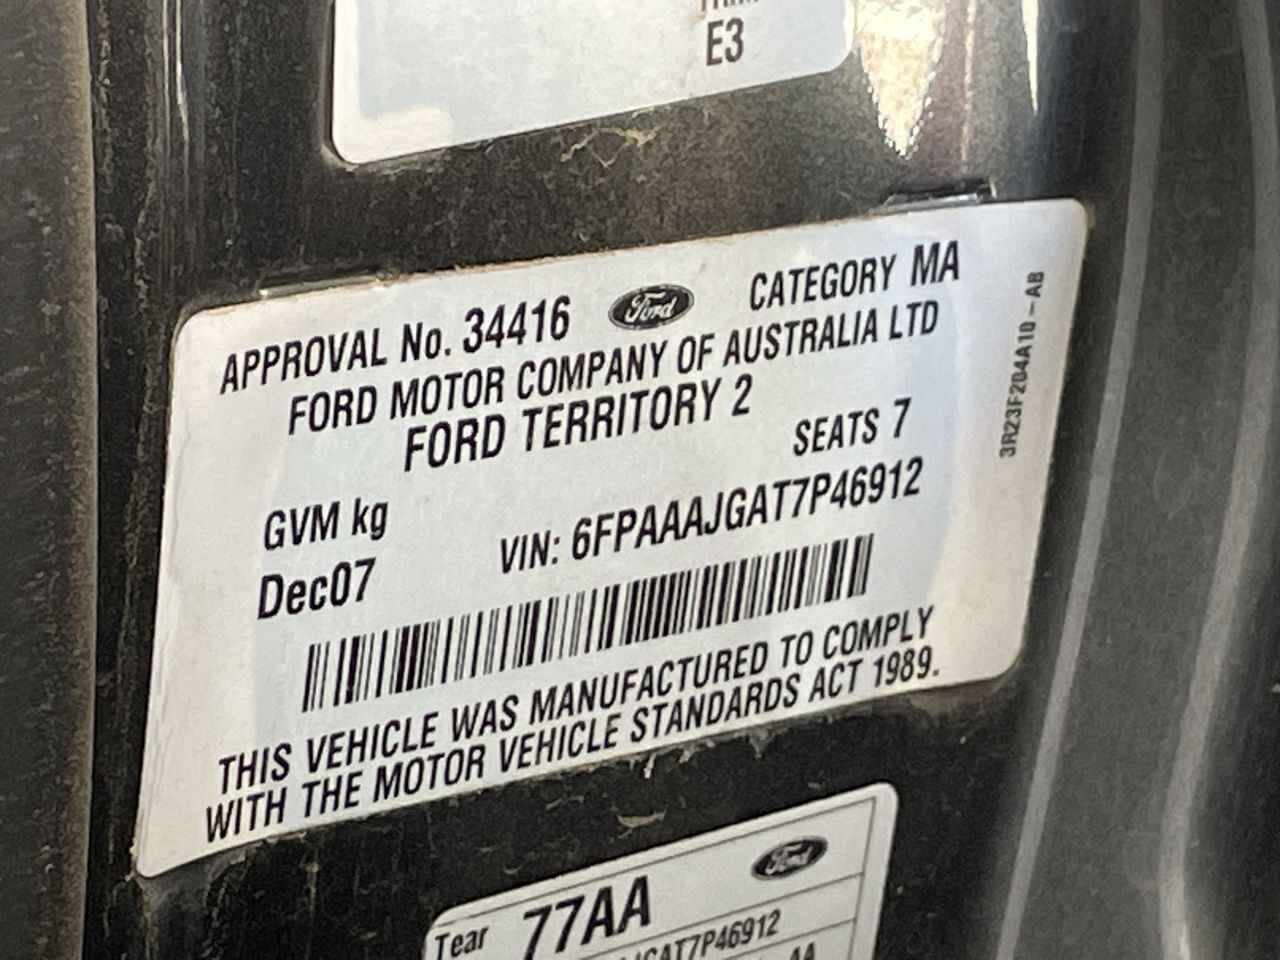 E3
APPROVAL No. 34416 Ford CATEGORY MA
FORD MOTOR COMPANY OF AUSTRALIA LTD
FORD TERRITORY 2
SEATS 7
GVM kg
VIN: 6FPAAAJGAT7P46912
Dec07
THIS VEHICLE WAS MANUFACTURED TO COMPLY
WITH THE MOTOR VEHICLE STANDARDS ACT 1989.
3R23F204A10-AB
Ford
Tear 77AA
JGAT7P46912
AA